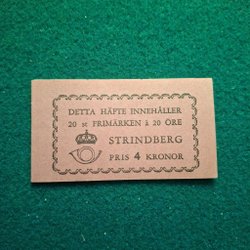 DETTA HÄFTE INNEHÅLLER
20 st FRIMÄRKEN à 20 ÖRE
STRINDBERG
PRIS 4 KRONOR